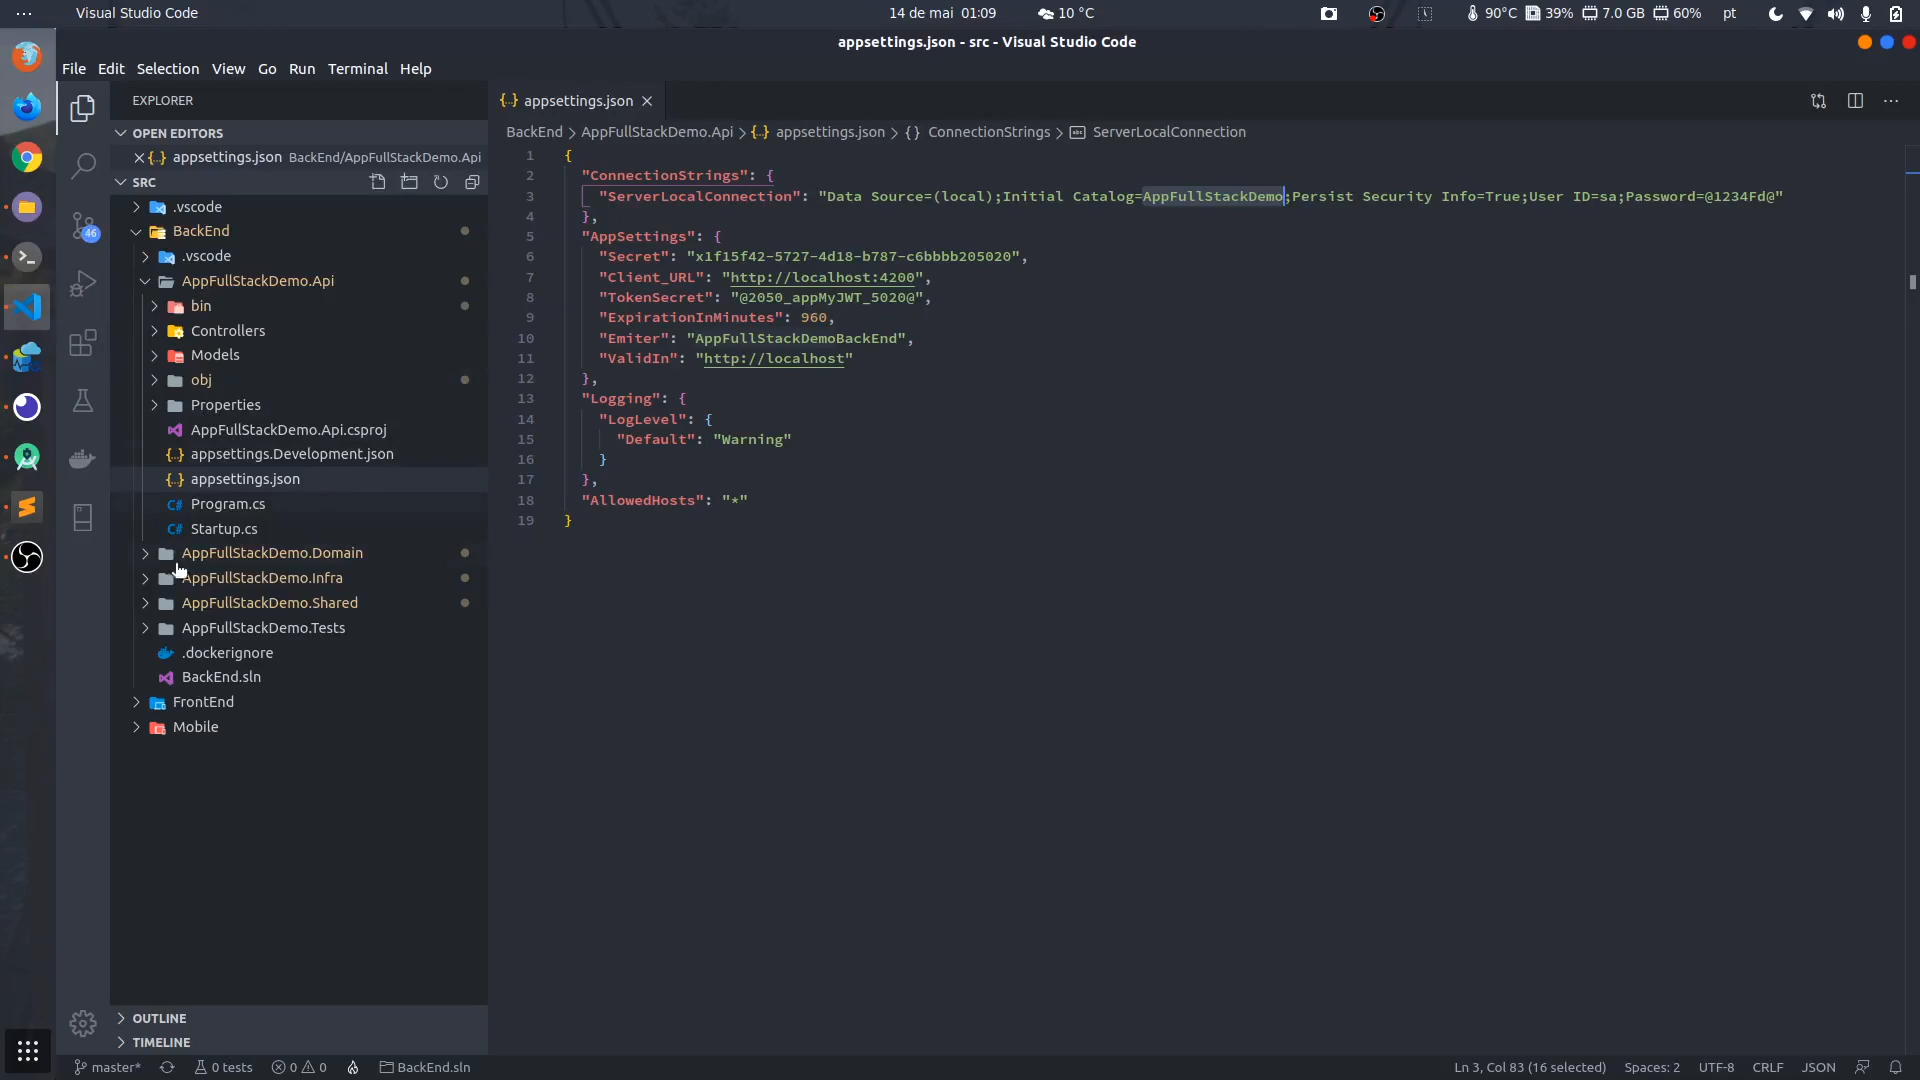 Visual Studio Code
14 de mai 01:09
10 °C
90°C 39% 7.0 GB 60% pt
appsettings.json - src - Visual Studio Code
File Edit Selection View Go Run Terminal Help
EXPLORER
OPEN EDITORS
appsettings.json BackEnd/AppFullStackDemo.Api
SRC
.vscode
BackEnd
.vscode
AppFullStackDemo.Api
bin
Controllers
Models
obj
Properties
AppFullStackDemo.Api.csproj
appsettings.Development.json
appsettings.json
Program.cs
Startup.cs
AppFullStackDemo.Domain
AppFullStackDemo.Infra
AppFullStackDemo.Shared
AppFullStackDemo.Tests
.dockerignore
BackEnd.sln
FrontEnd
Mobile
OUTLINE
TIMELINE
46
appsettings.json
BackEnd > AppFullStackDemo.Api > {..} appsettings.json > {} ConnectionStrings > abc ServerLocalConnection
1 {
2 "ConnectionStrings": {
3 "ServerLocalConnection": "Data Source=(local);Initial Catalog=AppFullStackDemo;Persist Security Info=True;User ID=sa;Password=@1234Fd@"
4 },
5 "AppSettings": {
6 "Secret": "x1f15f42-5727-4d18-b787-c6bbbb205020",
7 "Client_URL": "http://localhost:4200",
8 "TokenSecret": "@2050_appMyJWT_5020@",
9 "ExpirationInMinutes": 960,
10 "Emiter": "AppFullStackDemoBackEnd",
11 "ValidIn": "http://localhost"
12 },
13 "Logging": {
14 "LogLevel": {
15 "Default": "Warning"
16 }
17 },
18 "AllowedHosts": "*"
19 }
master* 0 tests 0 0 BackEnd.sln
Ln 3, Col 83 (16 selected) Spaces: 2 UTF-8 CRLF JSON